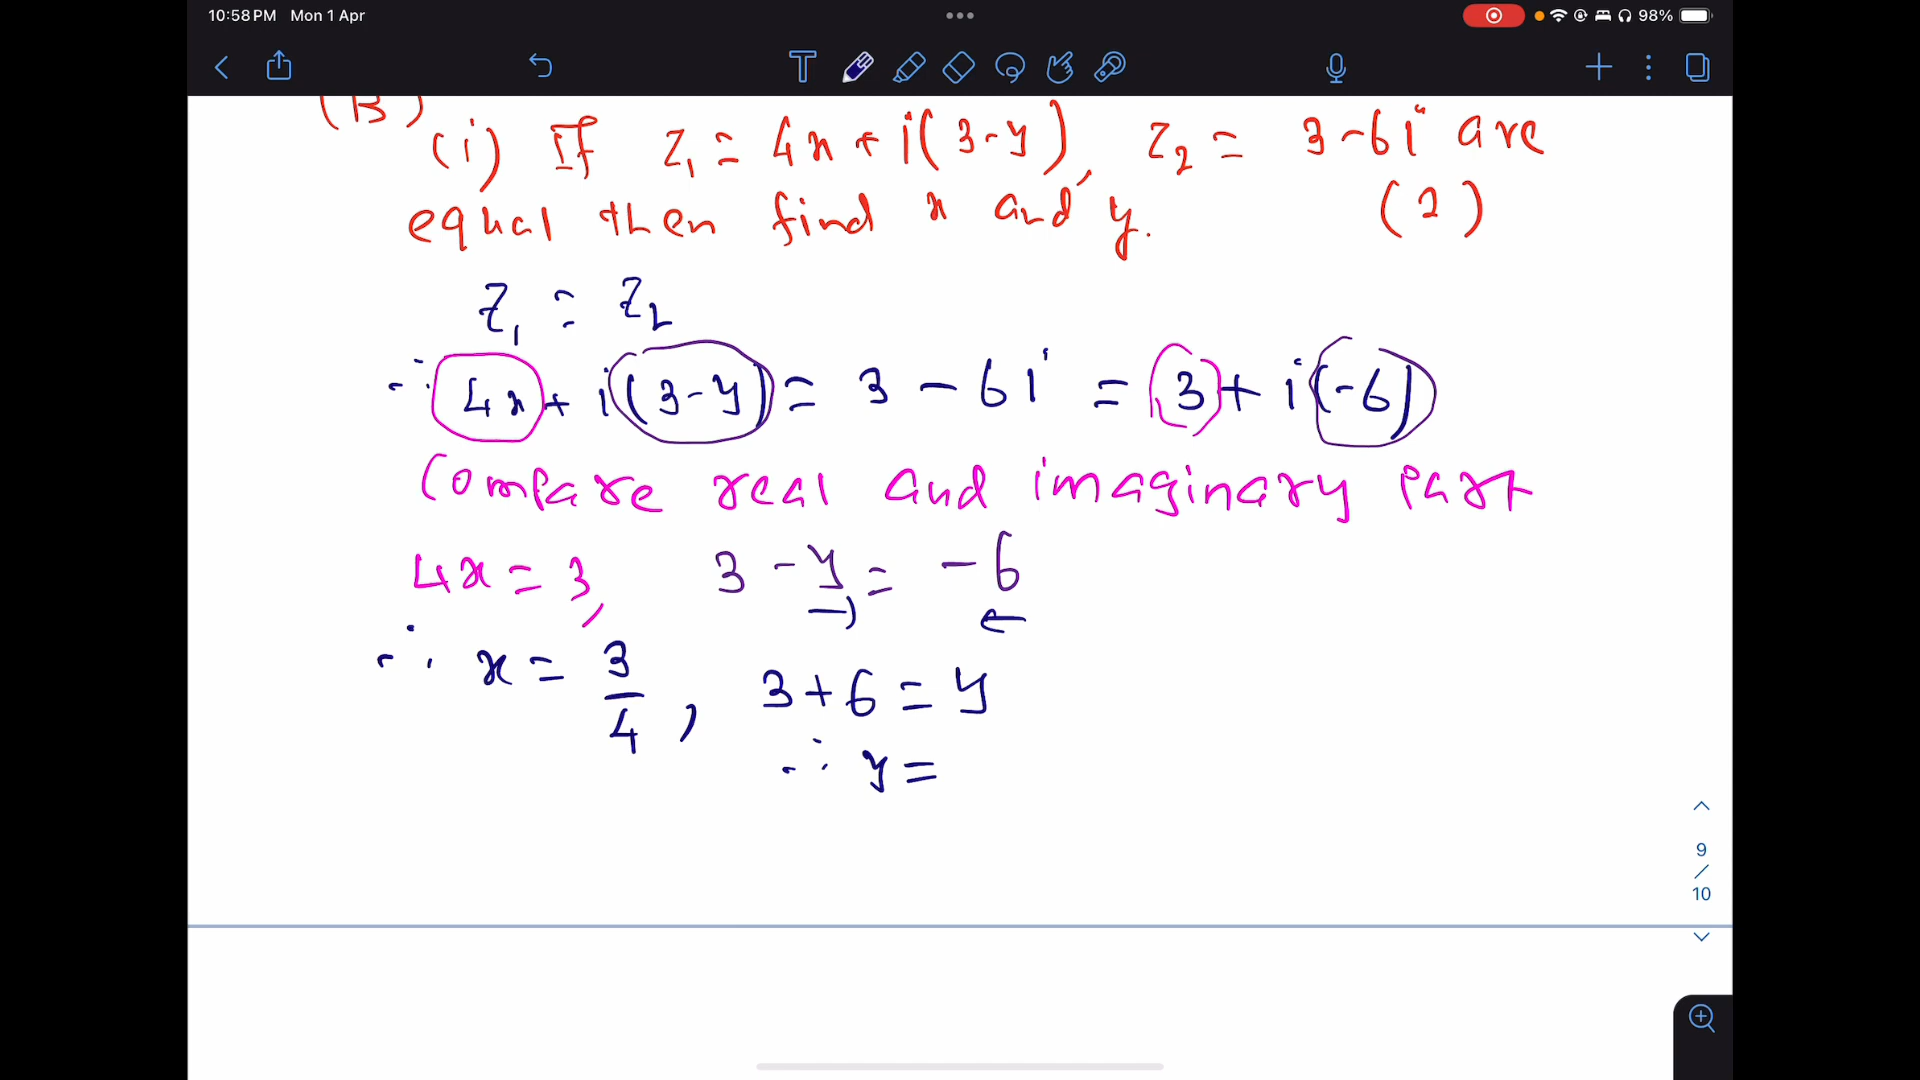 10:58 PM Mon 1 Apr
98%
(B)
(i) If z₁ = 4x + i(3-y), z₂ = 3-6i are
equal then find x and y. (2)
z₁ = z₂
∴ 4x + i(3-y) = 3 - 6i = 3 + i(-6)
Compare real and imaginary part
4x = 3, 3 - y = -6
∴ x = 3/4, 3+6 = y
∴ y =
9
/
10